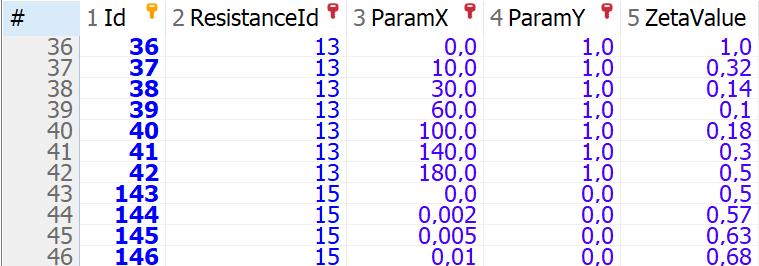 # 1 Id 2 ResistanceId 3 ParamX 4 ParamY 5 ZetaValue
36 36 13 0,0 1,0 1,0
37 37 13 10,0 1,0 0,32
38 38 13 30,0 1,0 0,14
39 39 13 60,0 1,0 0,1
40 40 13 100,0 1,0 0,18
41 41 13 140,0 1,0 0,3
42 42 13 180,0 1,0 0,5
43 143 15 0,0 0,0 0,5
44 144 15 0,002 0,0 0,57
45 145 15 0,005 0,0 0,63
46 146 15 0,01 0,0 0,68